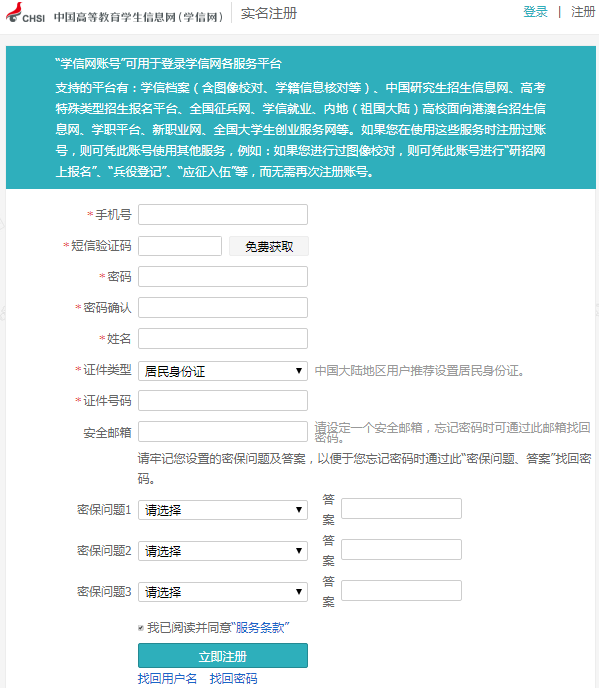 CHSI 中国高等教育学生信息网(学信网) 实名注册 登录 | 注册
“学信网账号”可用于登录学信网各服务平台
支持的平台有：学信档案（含图像校对、学籍信息核对等）、中国研究生招生信息网、高考
特殊类型招生报名平台、全国征兵网、学信就业、内地（祖国大陆）高校面向港澳台招生信
息网、学职平台、新职业网、全国大学生创业服务网等。如果您在使用这些服务时注册过账
号，则可凭此账号使用其他服务，例如：如果您进行过图像校对，则可凭此账号进行“研招网
上报名”、“兵役登记”、“应征入伍”等，而无需再次注册账号。
*手机号
*短信验证码 免费获取
*密码
*密码确认
*姓名
*证件类型 居民身份证 中国大陆地区用户推荐设置居民身份证。
*证件号码
安全邮箱 请设定一个安全邮箱，忘记密码时可通过此邮箱找回
密码。
请牢记您设置的密保问题及答案，以便于您忘记密码时通过此“密保问题、答案”找回密
码。
密保问题1 请选择 答
案
密保问题2 请选择 答
案
密保问题3 请选择 答
案
我已阅读并同意“服务条款”
立即注册
找回用户名 找回密码